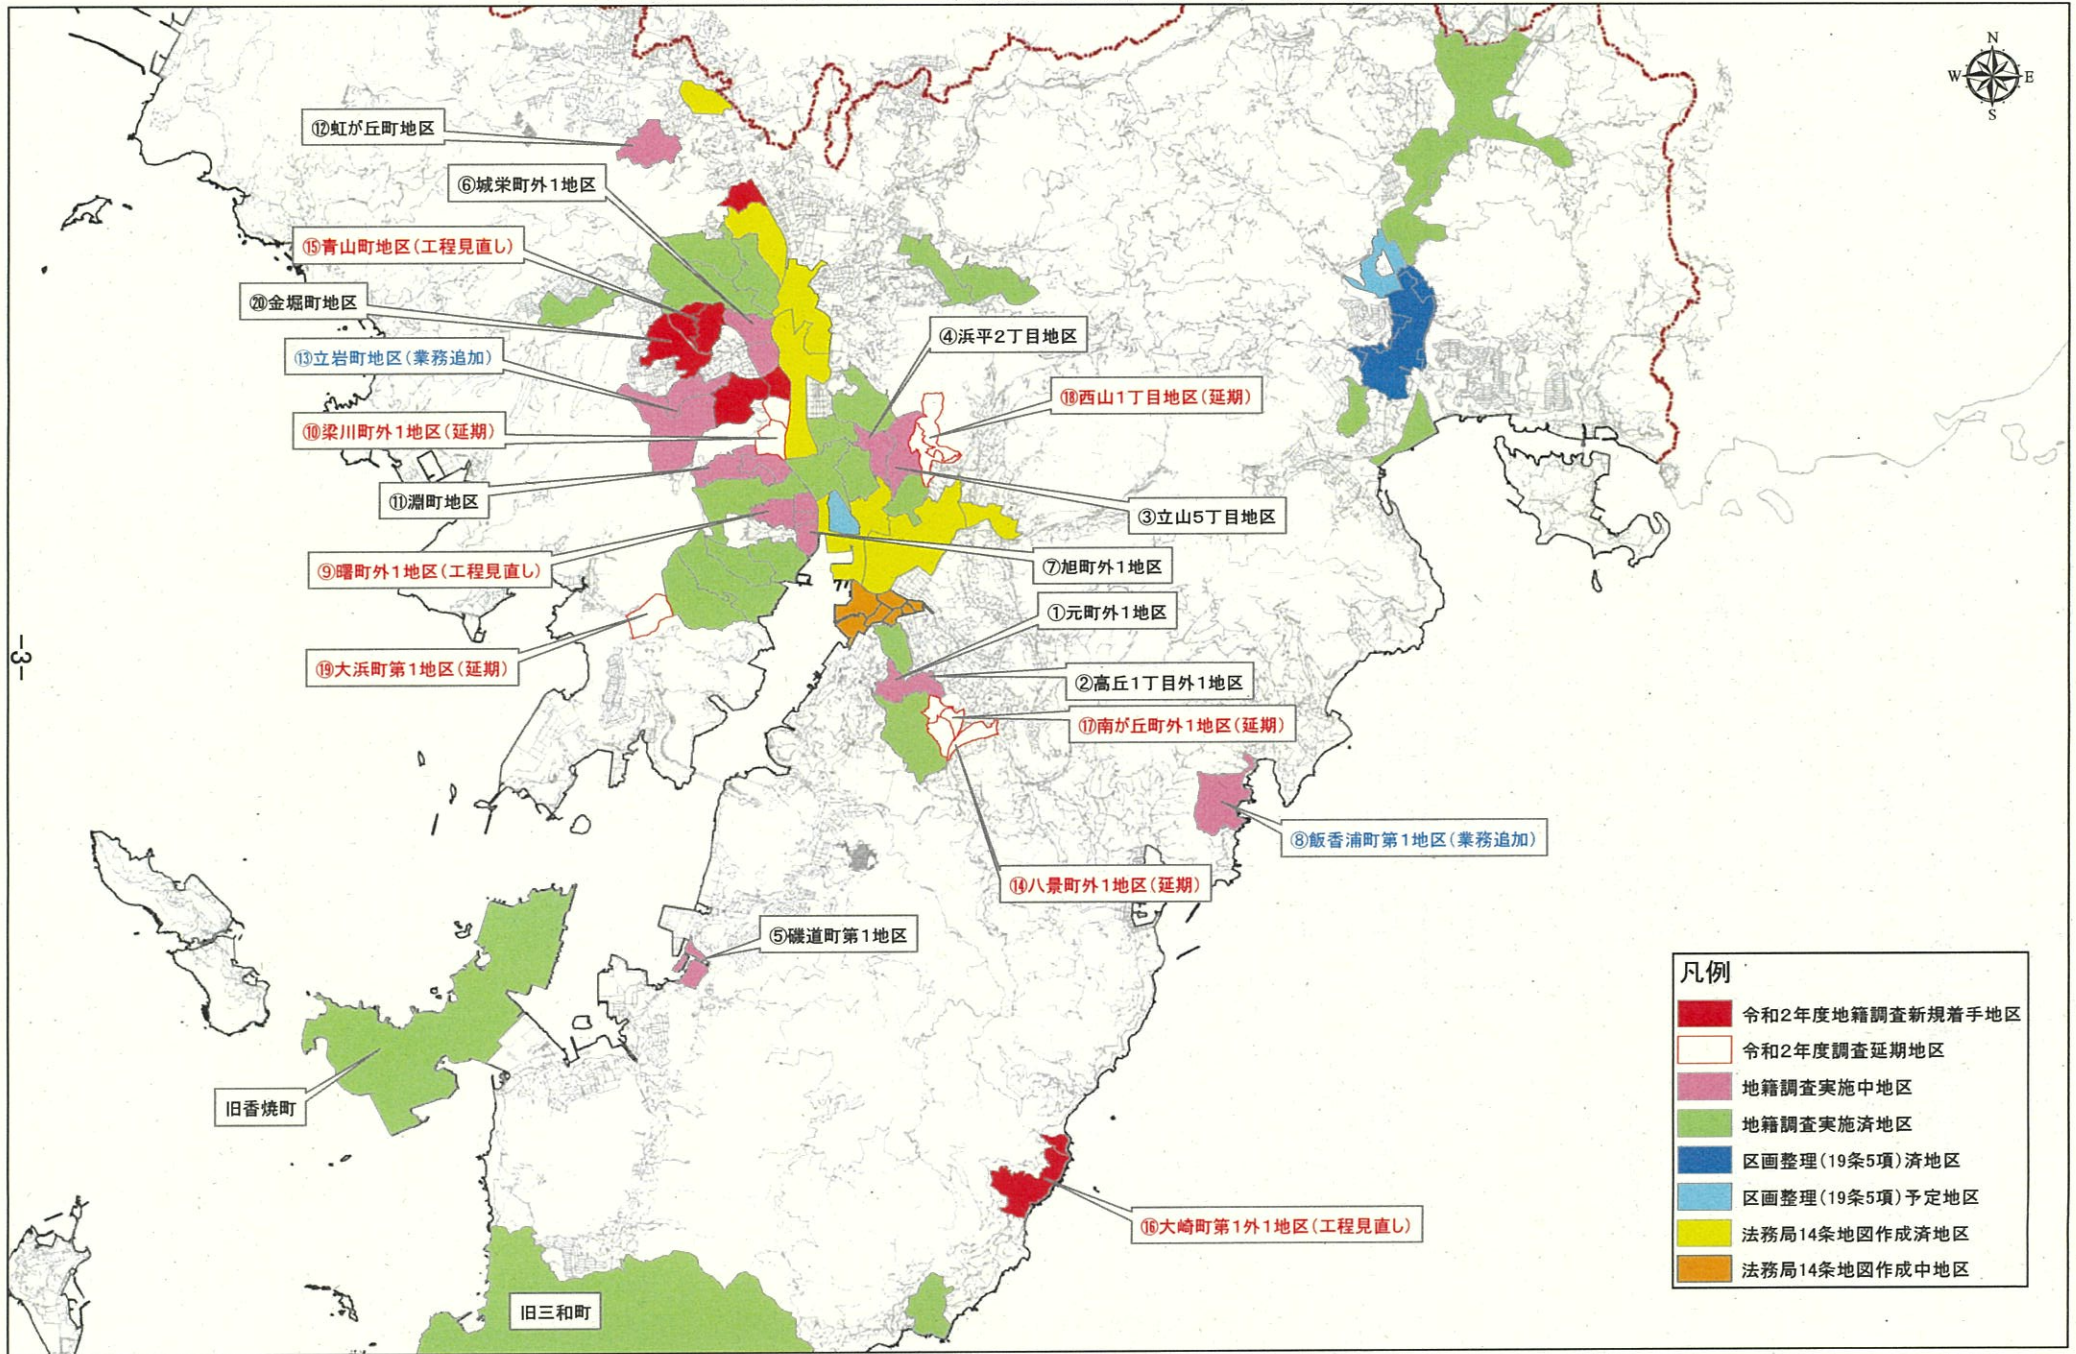 N
W E
S
⑫虹が丘町地区
⑥城栄町外1地区
⑮青山町地区(工程見直し)
⑳金堀町地区
④浜平2丁目地区
⑬立岩町地区(業務追加)
⑱西山1丁目地区(延期)
⑩梁川町外1地区(延期)
⑪淵町地区
③立山5丁目地区
⑨曙町外1地区(工程見直し)
⑦旭町外1地区
①元町外1地区
-3-
⑲大浜町第1地区(延期)
②高丘1丁目外1地区
⑰南が丘町外1地区(延期)
⑧飯香浦町第1地区(業務追加)
⑭八景町外1地区(延期)
⑤磯道町第1地区
旧香焼町
⑯大崎町第1外1地区(工程見直し)
旧三和町
凡例
令和2年度地籍調査新規着手地区
令和2年度調査延期地区
地籍調査実施中地区
地籍調査実施済地区
区画整理(19条5項)済地区
区画整理(19条5項)予定地区
法務局14条地図作成済地区
法務局14条地図作成中地区